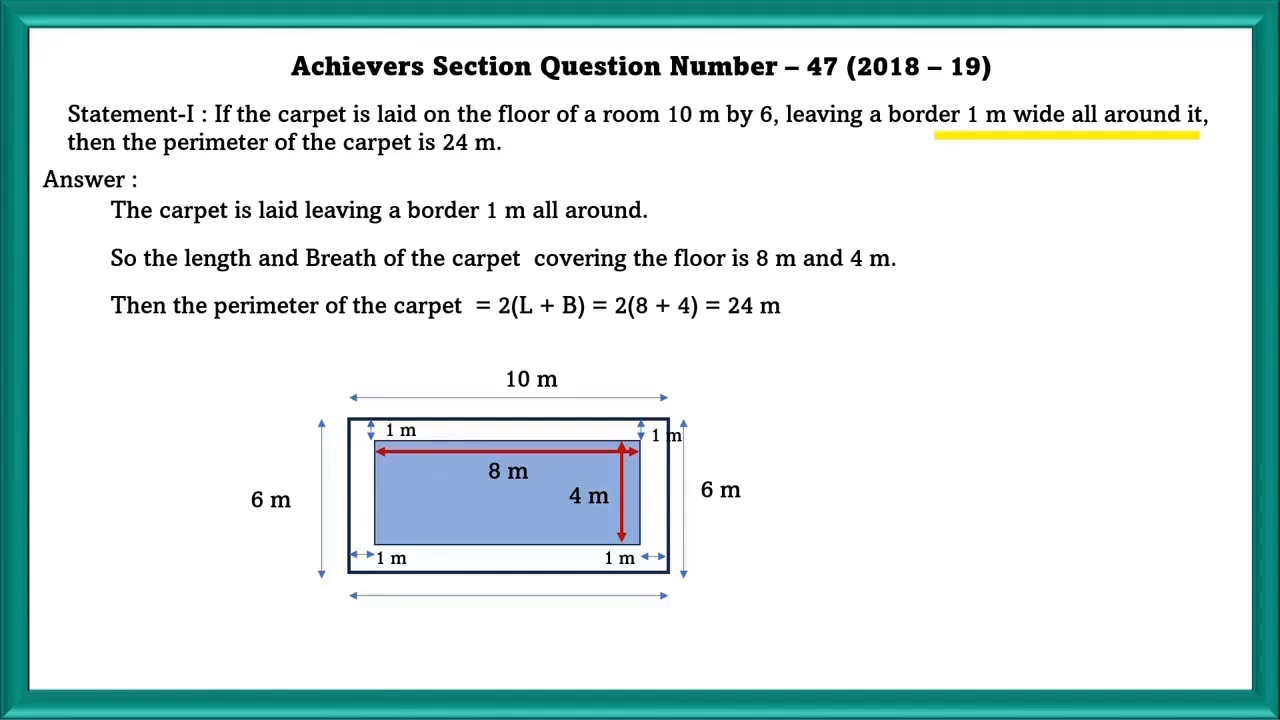 Achievers Section Question Number – 47 (2018 – 19)
Statement-I : If the carpet is laid on the floor of a room 10 m by 6, leaving a border 1 m wide all around it,
then the perimeter of the carpet is 24 m.
Answer :
The carpet is laid leaving a border 1 m all around.
So the length and Breath of the carpet  covering the floor is 8 m and 4 m.
Then the perimeter of the carpet  = 2(L + B) = 2(8 + 4) = 24 m
10 m
1 m
1 m
8 m
4 m
6 m
6 m
1 m
1 m